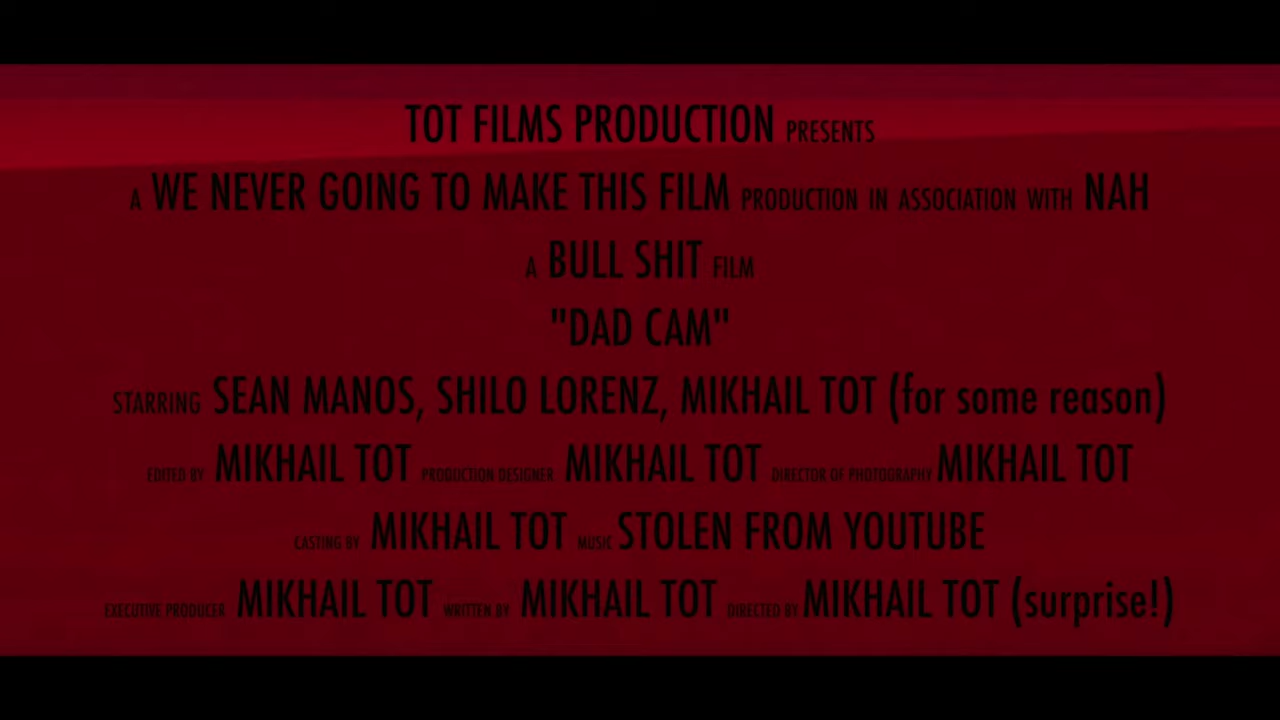 TOT FILMS PRODUCTION PRESENTS
A WE NEVER GOING TO MAKE THIS FILM PRODUCTION IN ASSOCIATION WITH NAH
A BULL SHIT FILM
"DAD CAM"
STARRING SEAN MANOS, SHILO LORENZ, MIKHAIL TOT (for some reason)
EDITED BY MIKHAIL TOT PRODUCTION DESIGNER MIKHAIL TOT DIRECTOR OF PHOTOGRAPHY MIKHAIL TOT
CASTING BY MIKHAIL TOT MUSIC STOLEN FROM YOUTUBE
EXECUTIVE PRODUCER MIKHAIL TOT WRITTEN BY MIKHAIL TOT DIRECTED BY MIKHAIL TOT (surprise!)